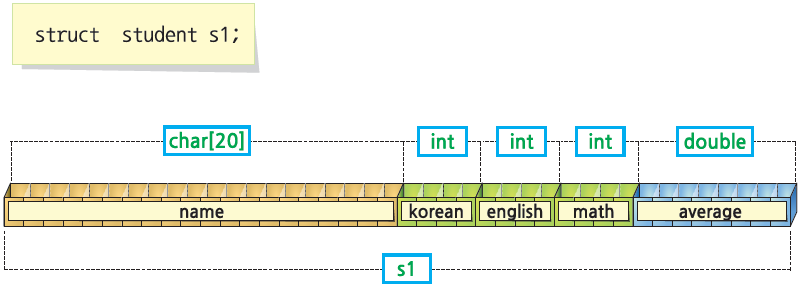 struct  student s1;
char[20] int int int double
name korean english math average
s1